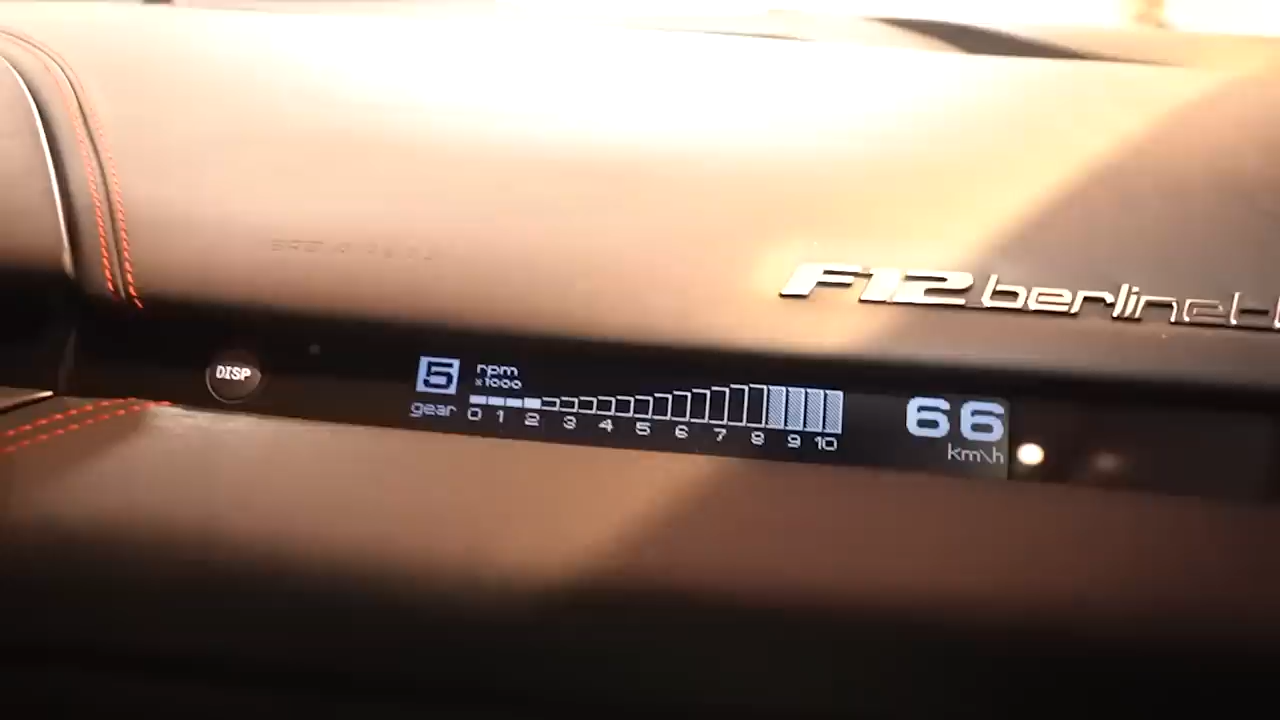 F12 berlinett
DISP
5
gear
rpm
x1000
0 1 2 3 4 5 6 7 8 9 10
66
km\h